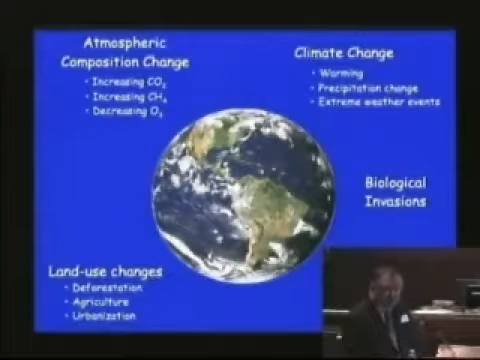 Atmospheric
Composition Change
• Increasing CO₂
• Increasing CH₄
• Decreasing O₃
Climate Change
• Warming
• Precipitation change
• Extreme weather events
Biological
Invasions
Land-use changes
• Deforestation
• Agriculture
• Urbanization